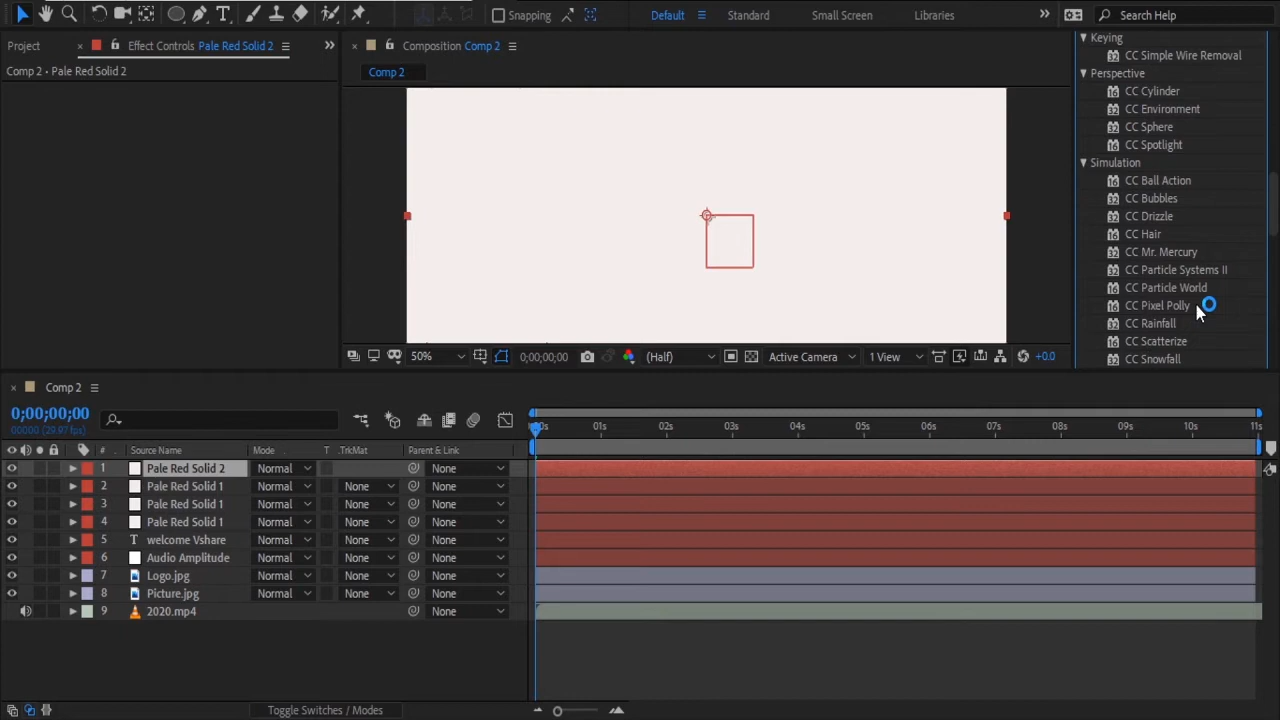 Snapping
Default
Standard
Small Screen
Libraries
Search Help
Project
Effect Controls Pale Red Solid 2
Composition Comp 2
Keying
CC Simple Wire Removal
Comp 2 • Pale Red Solid 2
Comp 2
Perspective
CC Cylinder
CC Environment
CC Sphere
CC Spotlight
Simulation
CC Ball Action
CC Bubbles
CC Drizzle
CC Hair
CC Mr. Mercury
CC Particle Systems II
CC Particle World
CC Pixel Polly
CC Rainfall
CC Scatterize
CC Snowfall
50%
0;00;00;00
(Half)
Active Camera
1 View
+0.0
Comp 2
0;00;00;00
00000 (29.97 fps)
# Source Name Mode T TrkMat Parent & Link
01s 02s 03s 04s 05s 06s 07s 08s 09s 10s 11s
1 Pale Red Solid 2 Normal None
2 Pale Red Solid 1 Normal None None
3 Pale Red Solid 1 Normal None None
4 Pale Red Solid 1 Normal None None
5 T welcome Vshare Normal None None
6 Audio Amplitude Normal None None
7 Logo.jpg Normal None None
8 Picture.jpg Normal None None
9 2020.mp4 None
Toggle Switches / Modes